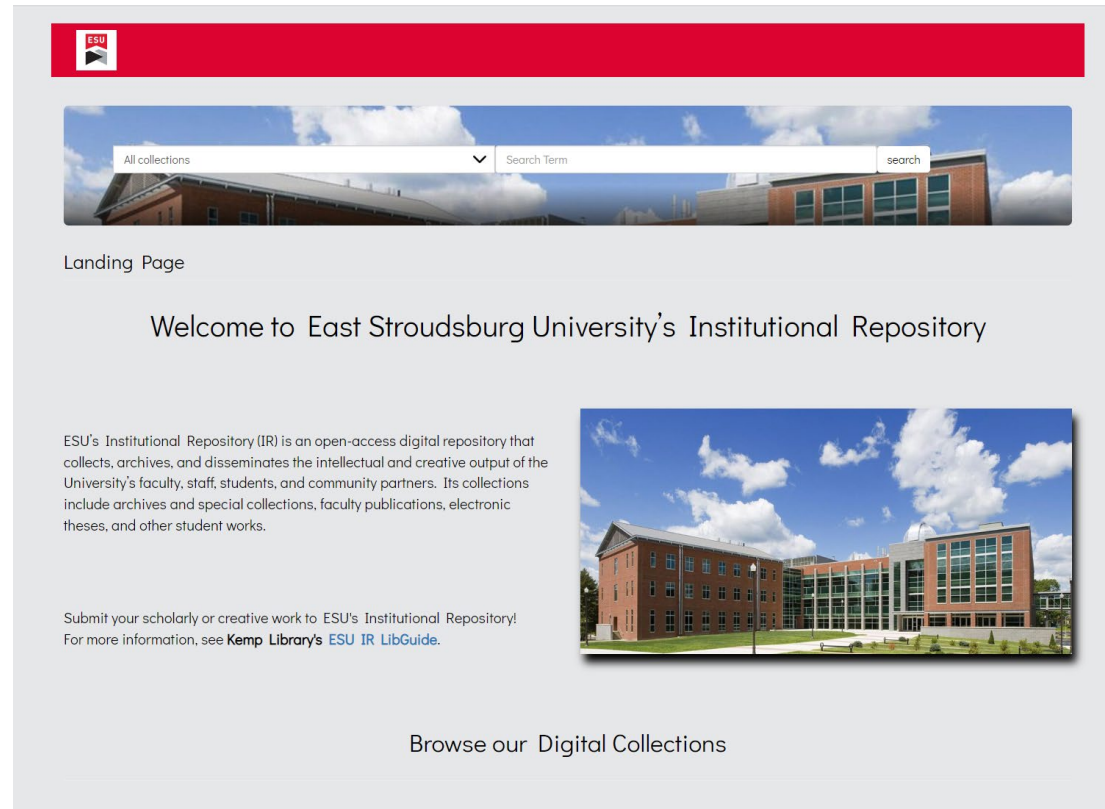 ESU
All collections
Search Term
search
Landing Page
Welcome to East Stroudsburg University's Institutional Repository
ESU's Institutional Repository (IR) is an open-access digital repository that
collects, archives, and disseminates the intellectual and creative output of the
University's faculty, staff, students, and community partners. Its collections
include archives and special collections, faculty publications, electronic
theses, and other student works.
Submit your scholarly or creative work to ESU's Institutional Repository!
For more information, see Kemp Library's ESU IR LibGuide.
Browse our Digital Collections